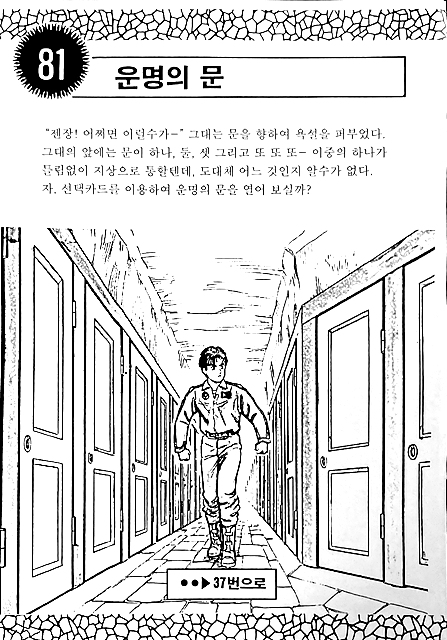 81
운명의 문
"젠장! 어쩌면 이럴수가-" 그대는 문을 향하여 욕설을 퍼부었다.
그대의 앞에는 문이 하나, 둘, 셋 그리고 또 또 또- 이중의 하나가
틀림없이 지상으로 통할텐데, 도대체 어느 것인지 알수가 없다.
자, 선택카드를 이용하여 운명의 문을 열어 보실까?
●●▶37번으로